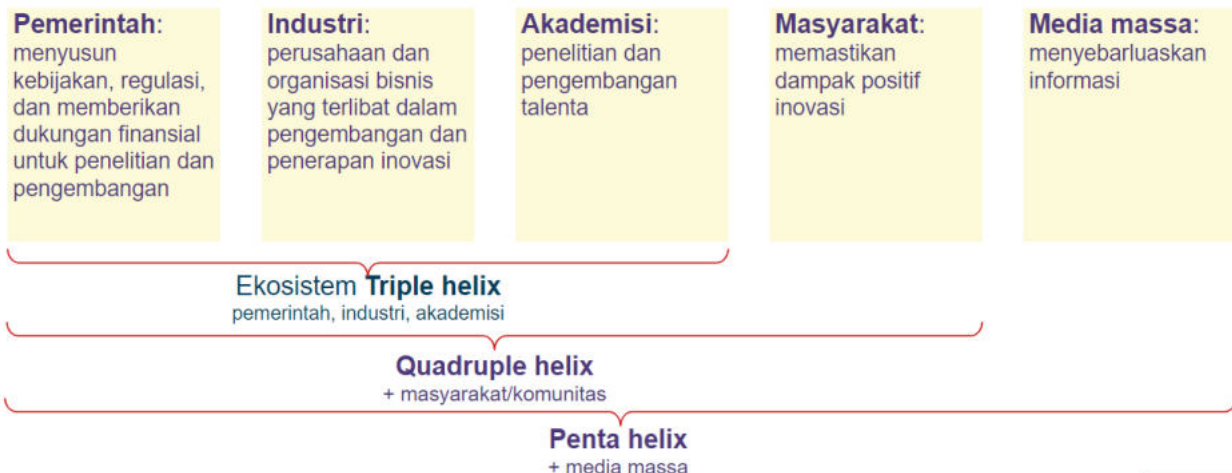 Pemerintah:
menyusun
kebijakan, regulasi,
dan memberikan
dukungan finansial
untuk penelitian dan
pengembangan
Industri:
perusahaan dan
organisasi bisnis
yang terlibat dalam
pengembangan dan
penerapan inovasi
Akademisi:
penelitian dan
pengembangan
talenta
Masyarakat:
memastikan
dampak positif
inovasi
Media massa:
menyebarluaskan
informasi
Ekosistem Triple helix
pemerintah, industri, akademisi
Quadruple helix
+ masyarakat/komunitas
Penta helix
+ media massa